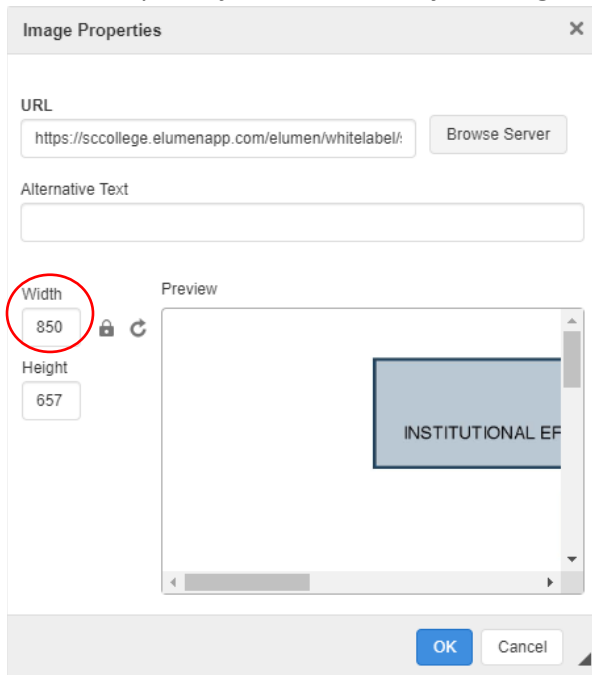 Image Properties
URL
https://sccollege.elumenapp.com/elumen/whitelabel/
Browse Server
Alternative Text
Width
Preview
850
Height
657
INSTITUTIONAL EF
OK
Cancel